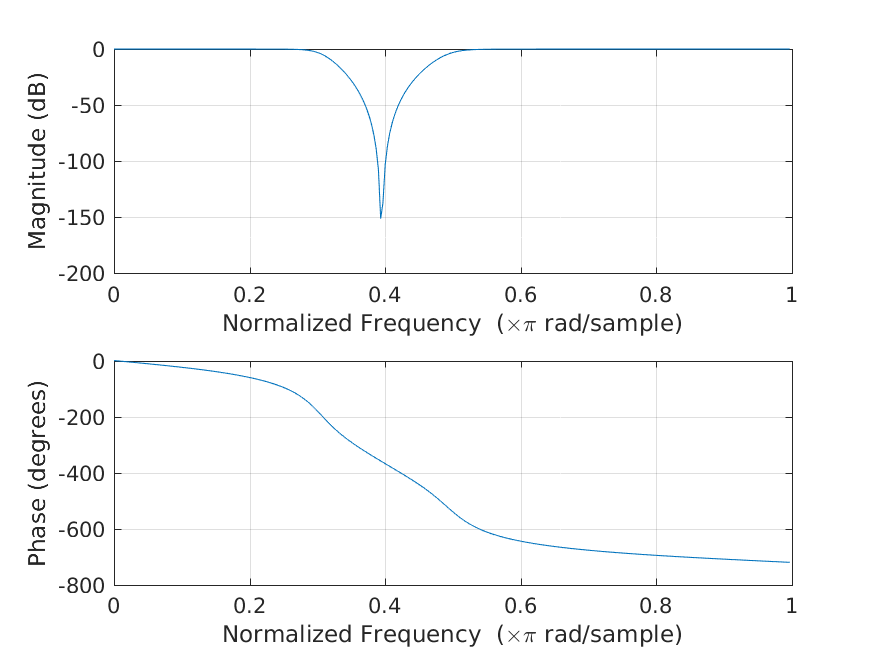 0
-50
-100
-150
-200
Magnitude (dB)
0 0.2 0.4 0.6 0.8 1
Normalized Frequency (×π rad/sample)
0
-200
-400
-600
-800
Phase (degrees)
0 0.2 0.4 0.6 0.8 1
Normalized Frequency (×π rad/sample)